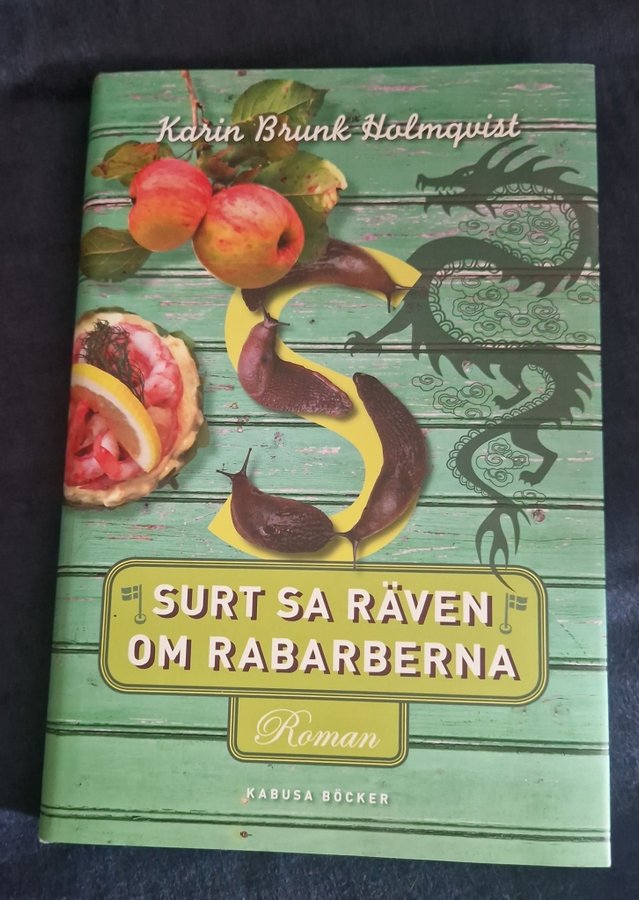 Karin Brunk Holmqvist
S
SURT SA RÄVEN
OM RABARBERNA
Roman
KABUSA BÖCKER